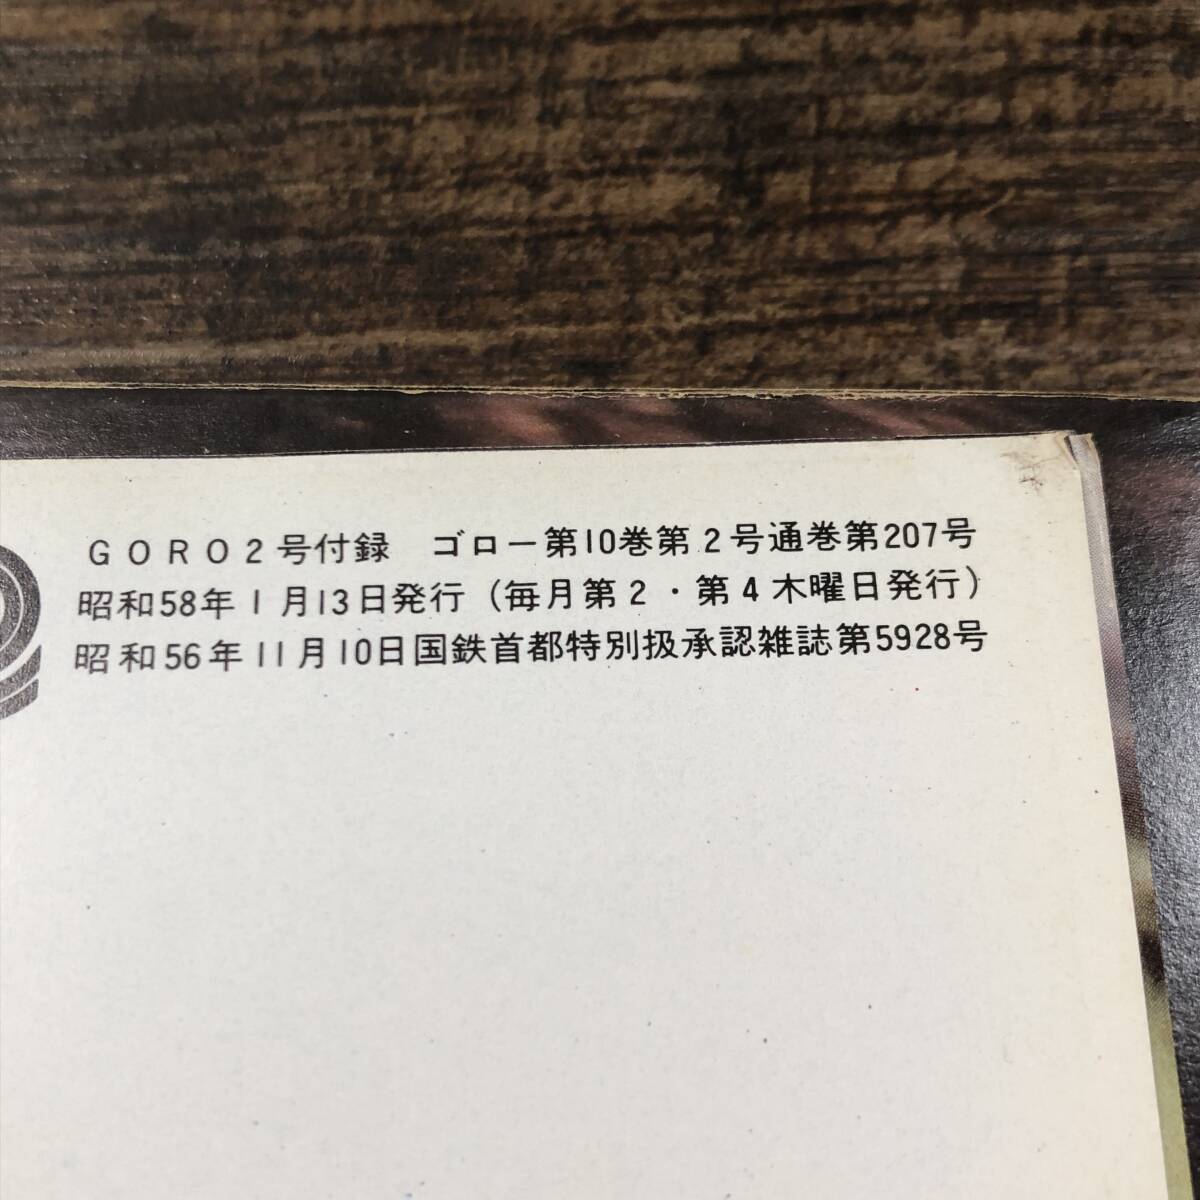 GORO2号付録　ゴロー第10巻第2号通巻第207号
昭和58年1月13日発行(毎月第2・第4木曜日発行)
昭和56年11月10日国鉄首都特別扱承認雑誌第5928号